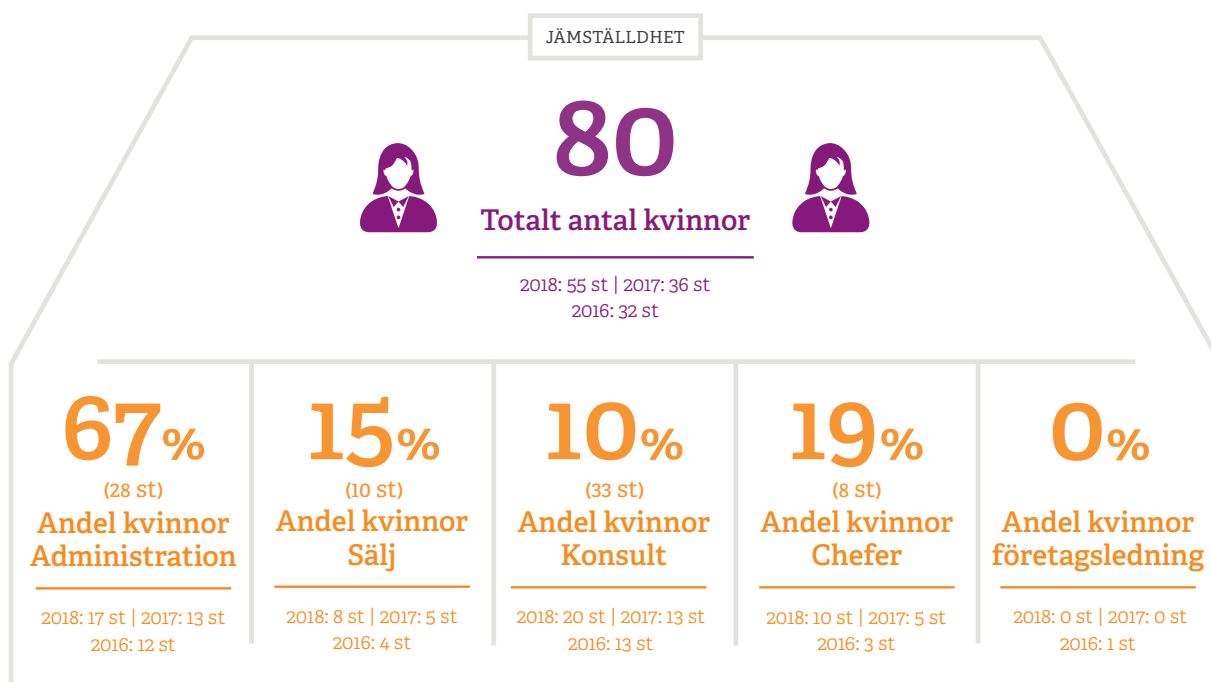 JÄMSTÄLLDHET
80
Totalt antal kvinnor
2018: 55 st | 2017: 36 st
2016: 32 st
67%
(28 st)
Andel kvinnor
Administration
2018: 17 st | 2017: 13 st
2016: 12 st
15%
(10 st)
Andel kvinnor
Sälj
2018: 8 st | 2017: 5 st
2016: 4 st
10%
(33 st)
Andel kvinnor
Konsult
2018: 20 st | 2017: 13 st
2016: 13 st
19%
(8 st)
Andel kvinnor
Chefer
2018: 10 st | 2017: 5 st
2016: 3 st
0%
Andel kvinnor
företagsledning
2018: 0 st | 2017: 0 st
2016: 1 st